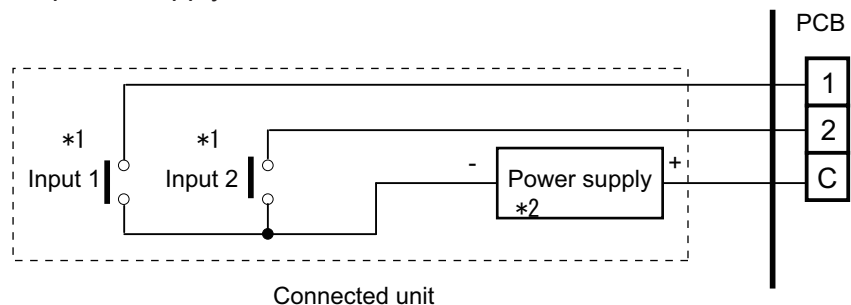 PCB
1
*1
*1
2
Input 1
Input 2
-
Power supply
+
C
*2
Connected unit